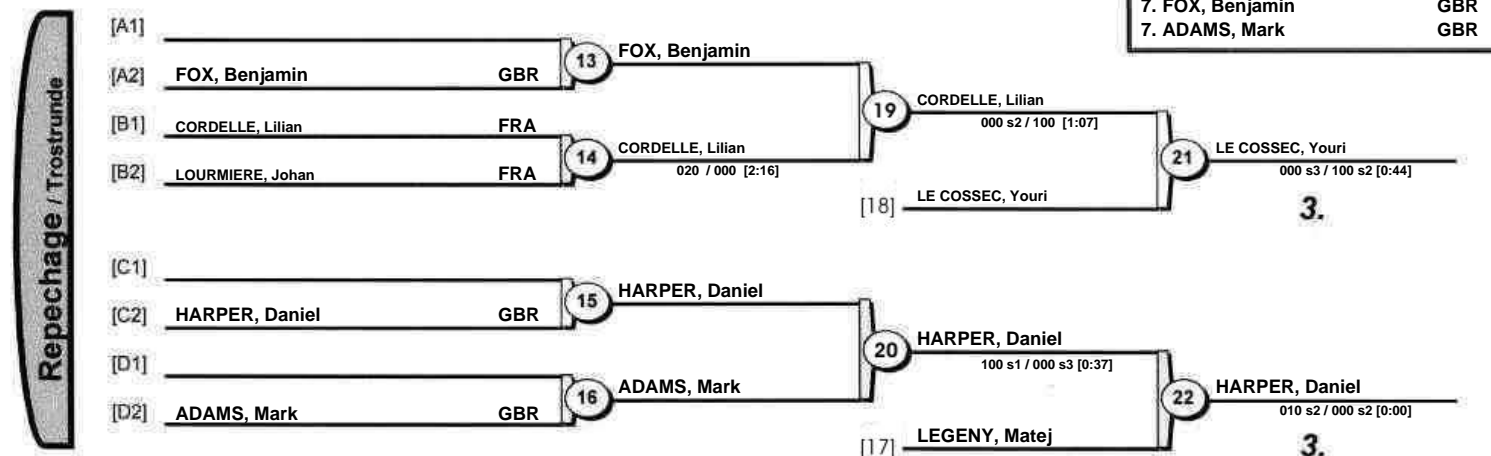 7. FOX, Benjamin GBR
7. ADAMS, Mark GBR
Repechage / Trostrunde
[A1]
[A2] FOX, Benjamin GBR
13 FOX, Benjamin
[B1] CORDELLE, Lilian FRA
[B2] LOURMIERE, Johan FRA
14 CORDELLE, Lilian
020 / 000 [2:16]
19 CORDELLE, Lilian
000 s2 / 100 [1:07]
[18] LE COSSEC, Youri
21 LE COSSEC, Youri
000 s3 / 100 s2 [0:44]
3.
[C1]
[C2] HARPER, Daniel GBR
15 HARPER, Daniel
[D1]
[D2] ADAMS, Mark GBR
16 ADAMS, Mark
20 HARPER, Daniel
100 s1 / 000 s3 [0:37]
[17] LEGENY, Matej
22 HARPER, Daniel
010 s2 / 000 s2 [0:00]
3.